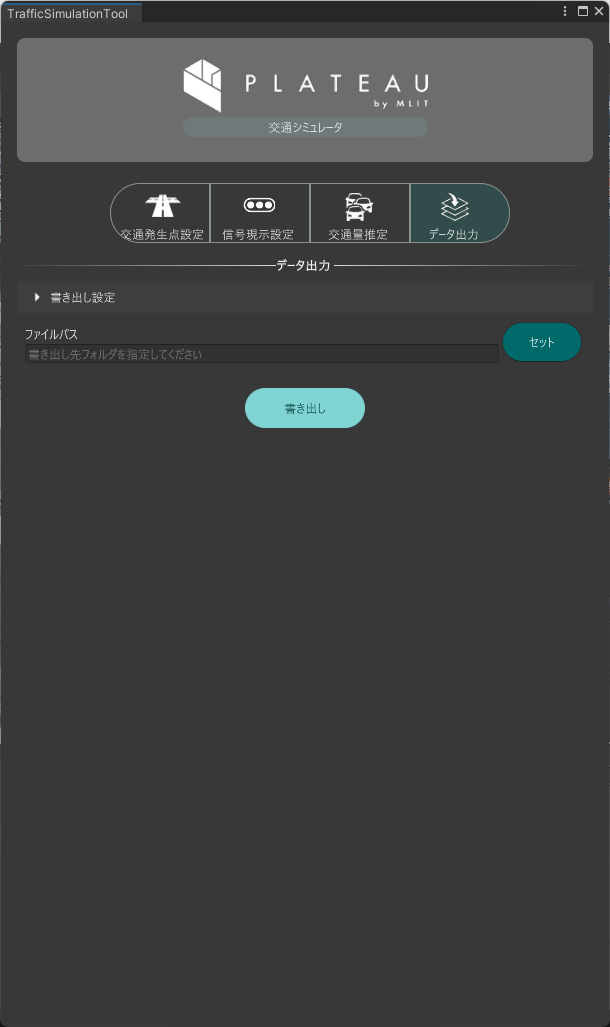 TrafficSimulationTool
PLATEAU
by MLIT
交通シミュレータ
交通発生点設定
信号現示設定
交通量推定
データ出力
データ出力
書き出し設定
ファイルパス
書き出し先フォルダを指定してください
セット
書き出し